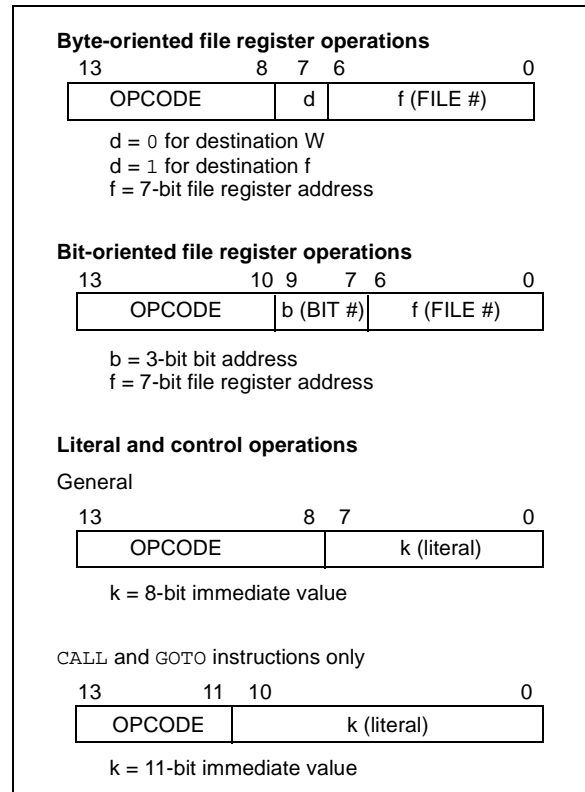 Byte-oriented file register operations
13 8 7 6 0
OPCODE d f (FILE #)
d = 0 for destination W
d = 1 for destination f
f = 7-bit file register address
Bit-oriented file register operations
13 10 9 7 6 0
OPCODE b (BIT #) f (FILE #)
b = 3-bit bit address
f = 7-bit file register address
Literal and control operations
General
13 8 7 0
OPCODE k (literal)
k = 8-bit immediate value
CALL and GOTO instructions only
13 11 10 0
OPCODE k (literal)
k = 11-bit immediate value